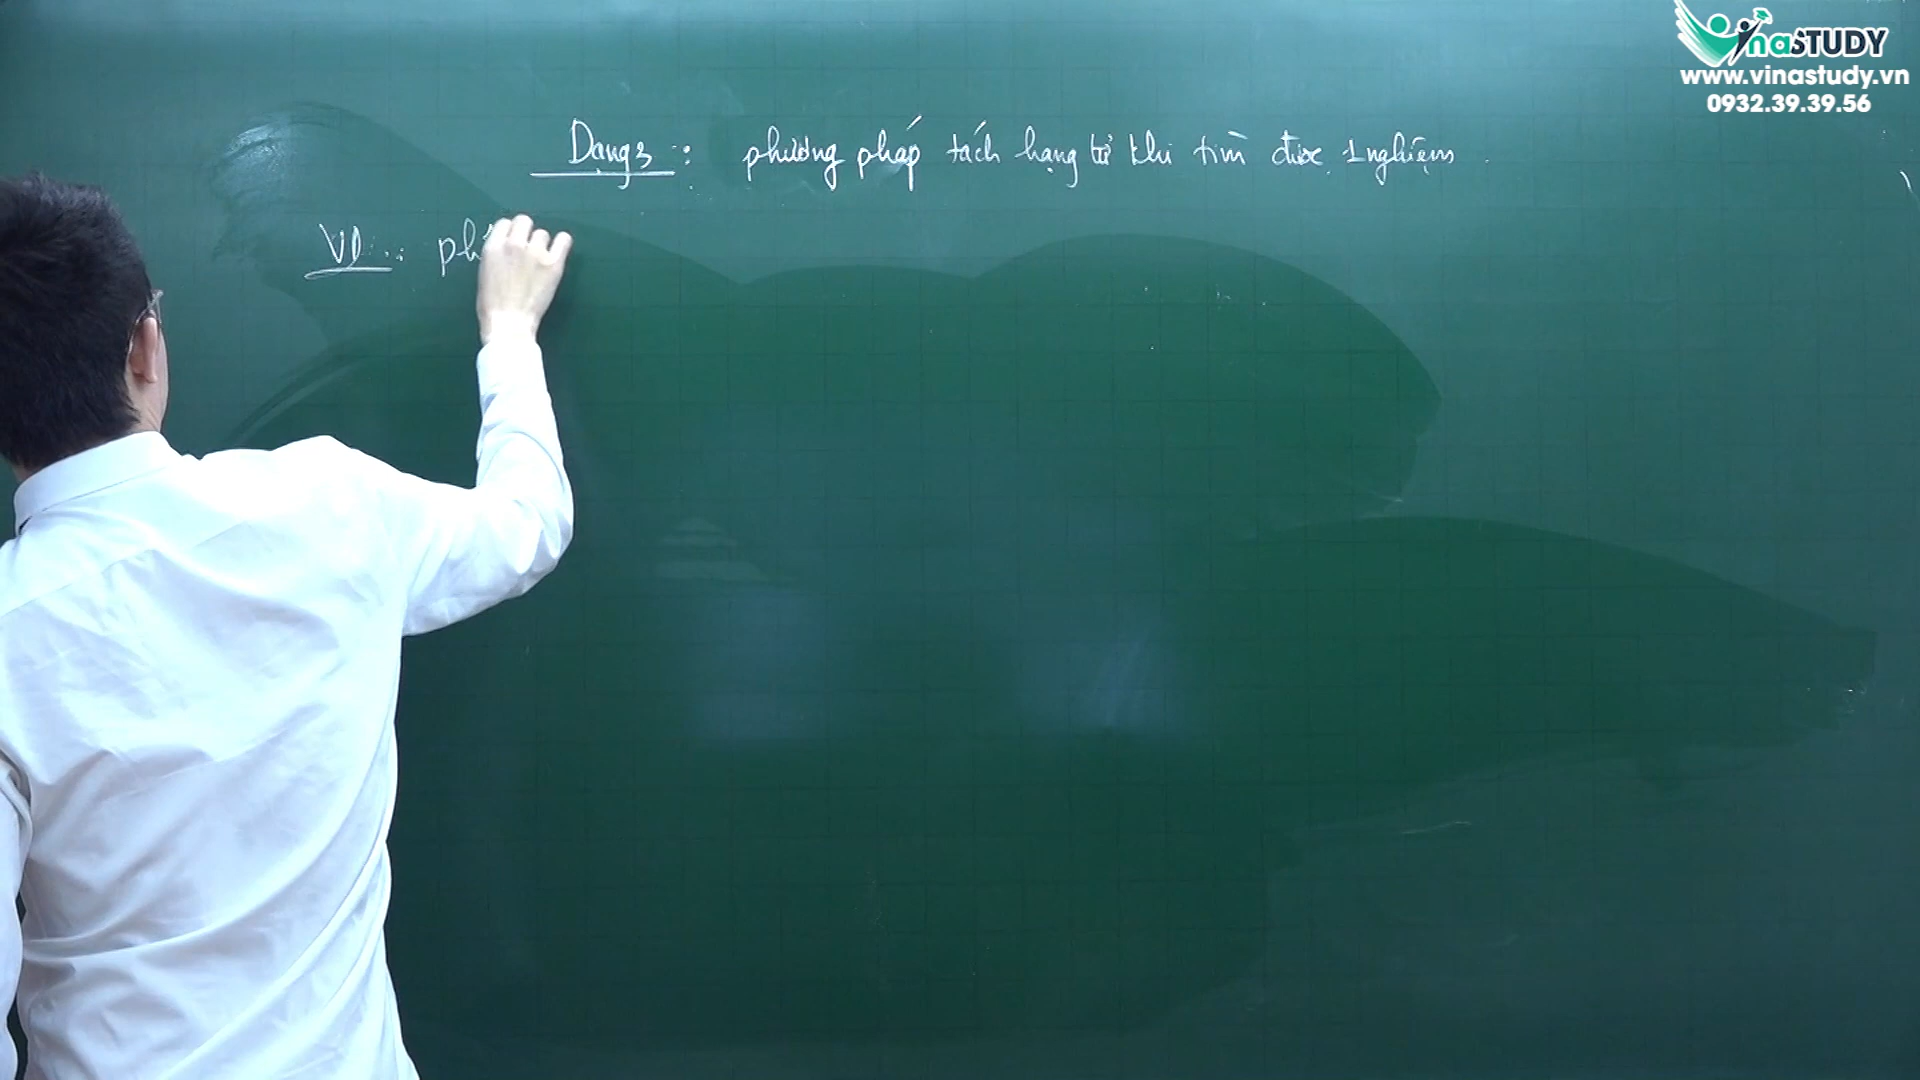 VinaSTUDY
www.vinastudy.vn
0932.39.39.56
Dạng 3 : phương pháp tách hạng tử khi tìm được 1 nghiệm.
VD : ph